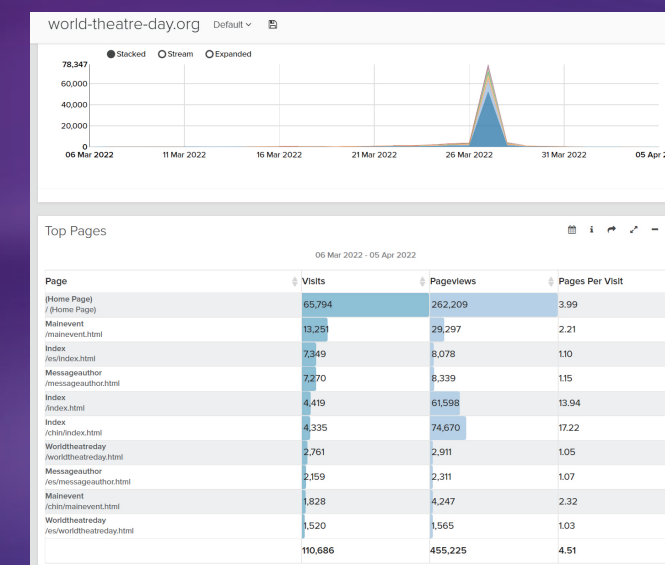 world-theatre-day.org Default
Stacked Stream Expanded
78,347
60,000
40,000
20,000
0
06 Mar 2022 11 Mar 2022 16 Mar 2022 21 Mar 2022 26 Mar 2022 31 Mar 2022 05 Apr 2
Top Pages
06 Mar 2022 - 05 Apr 2022
Page Visits Pageviews Pages Per Visit
(Home Page)
/ (Home Page) 65,794 262,209 3.99
Mainevent
/mainevent.html 13,251 29,297 2.21
Index
/es/index.html 7,349 8,078 1.10
Messageauthor
/messageauthor.html 7,270 8,339 1.15
Index
/index.html 4,419 61,598 13.94
Index
/chin/index.html 4,335 74,670 17.22
Worldtheatreday
/worldtheatreday.html 2,761 2,911 1.05
Messageauthor
/es/messageauthor.html 2,159 2,311 1.07
Mainevent
/chin/mainevent.html 1,828 4,247 2.32
Worldtheatreday
/es/worldtheatreday.html 1,520 1,565 1.03
110,686 455,225 4.51